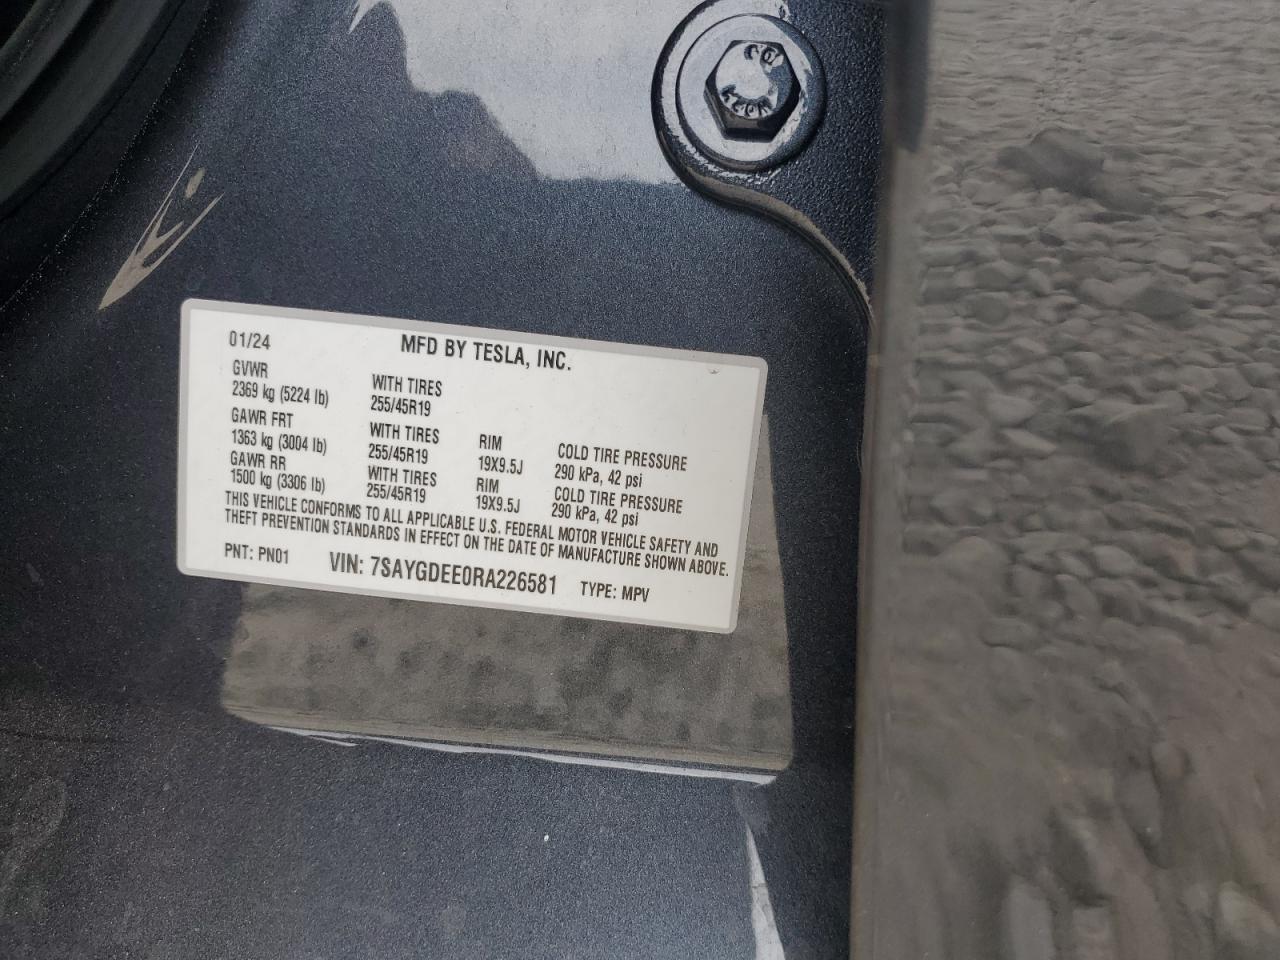 01/24 MFD BY TESLA, INC.
GVWR
2369 kg (5224 lb) WITH TIRES 255/45R19
GAWR FRT
1363 kg (3004 lb) WITH TIRES 255/45R19 RIM 19X9.5J COLD TIRE PRESSURE 290 kPa, 42 psi
GAWR RR
1500 kg (3306 lb) WITH TIRES 255/45R19 RIM 19X9.5J COLD TIRE PRESSURE 290 kPa, 42 psi
THIS VEHICLE CONFORMS TO ALL APPLICABLE U.S. FEDERAL MOTOR VEHICLE SAFETY AND
THEFT PREVENTION STANDARDS IN EFFECT ON THE DATE OF MANUFACTURE SHOWN ABOVE.
PNT: PN01 VIN: 7SAYGDEE0RA226581 TYPE: MPV